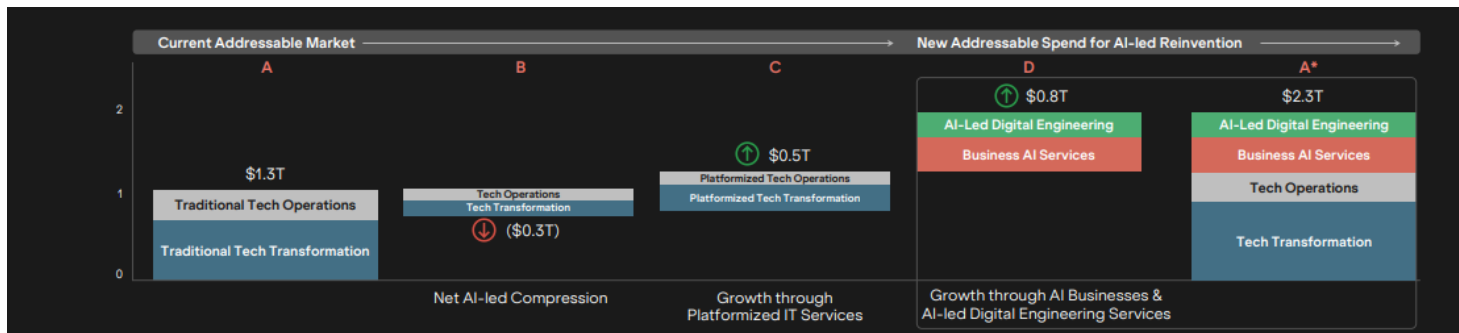 Current Addressable Market
New Addressable Spend for AI-led Reinvention
A
B
C
D
A*
2
1
0
$1.3T
Traditional Tech Operations
Traditional Tech Transformation
Tech Operations
Tech Transformation
($0.3T)
Net AI-led Compression
$0.5T
Platformized Tech Operations
Platformized Tech Transformation
Growth through
Platformized IT Services
$0.8T
AI-Led Digital Engineering
Business AI Services
Growth through AI Businesses &
AI-led Digital Engineering Services
$2.3T
AI-Led Digital Engineering
Business AI Services
Tech Operations
Tech Transformation